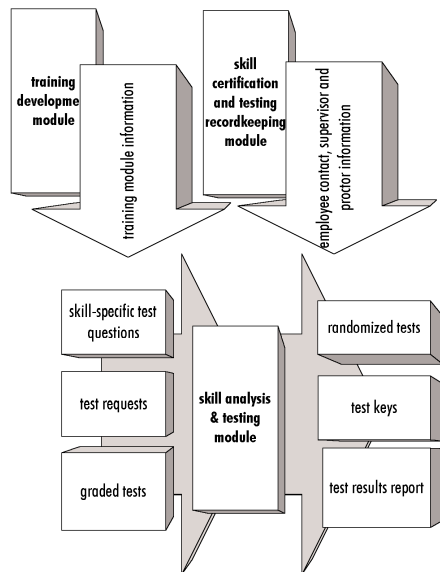 training
developme
module
training module information
skill
certification
and testing
recordkeeping
module
employee contact, supervisor and
proctor information
skill-specific test
questions
test requests
graded tests
skill analysis
& testing
module
randomized tests
test keys
test results report